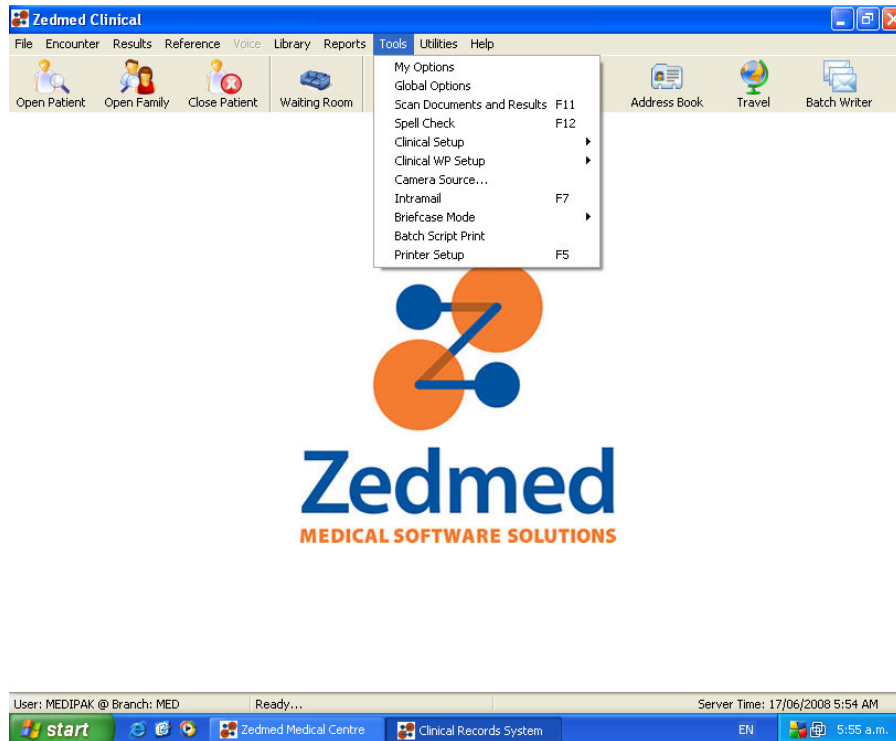 Zedmed Clinical
File Encounter Results Reference Voice Library Reports Tools Utilities Help
Open Patient Open Family Close Patient Waiting Room Address Book Travel Batch Writer
My Options
Global Options
Scan Documents and Results F11
Spell Check F12
Clinical Setup
Clinical WP Setup
Camera Source...
Intramail F7
Briefcase Mode
Batch Script Print
Printer Setup F5
Zedmed
MEDICAL SOFTWARE SOLUTIONS
User: MEDIPAK @ Branch: MED Ready... Server Time: 17/06/2008 5:54 AM
start Zedmed Medical Centre Clinical Records System EN 5:55 a.m.